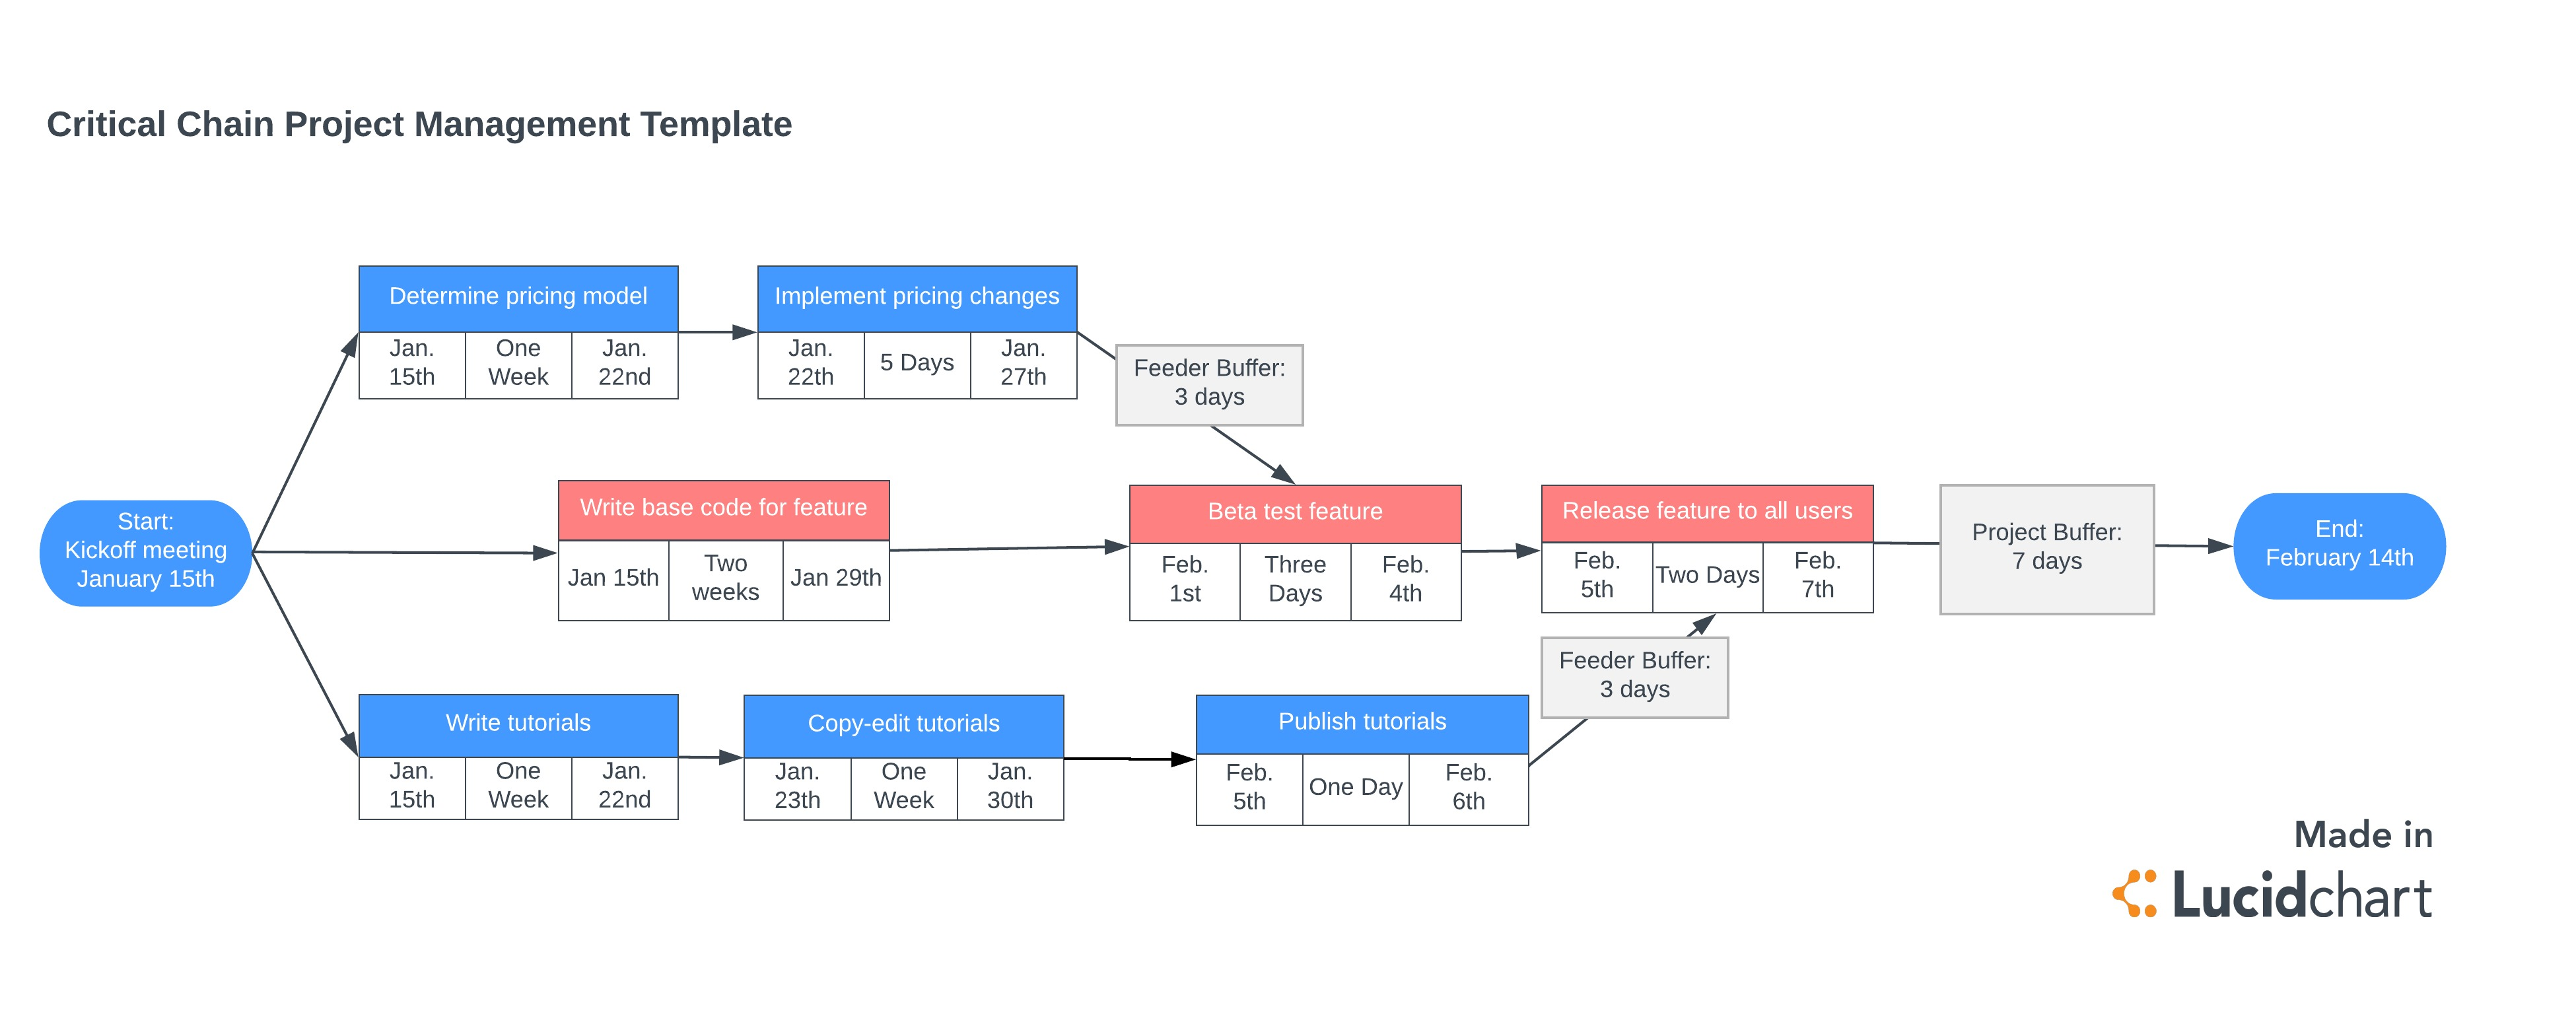 Critical Chain Project Management Template
Determine pricing model
Jan.
15th
One
Week
Jan.
22nd
Implement pricing changes
Jan.
22th
5 Days
Jan.
27th
Feeder Buffer:
3 days
Start:
Kickoff meeting
January 15th
Write base code for feature
Jan 15th
Two
weeks
Jan 29th
Beta test feature
Feb.
1st
Three
Days
Feb.
4th
Release feature to all users
Feb.
5th
Two Days
Feb.
7th
Project Buffer:
7 days
End:
February 14th
Feeder Buffer:
3 days
Write tutorials
Jan.
15th
One
Week
Jan.
22nd
Copy-edit tutorials
Jan.
23th
One
Week
Jan.
30th
Publish tutorials
Feb.
5th
One Day
Feb.
6th
Made in
Lucidchart